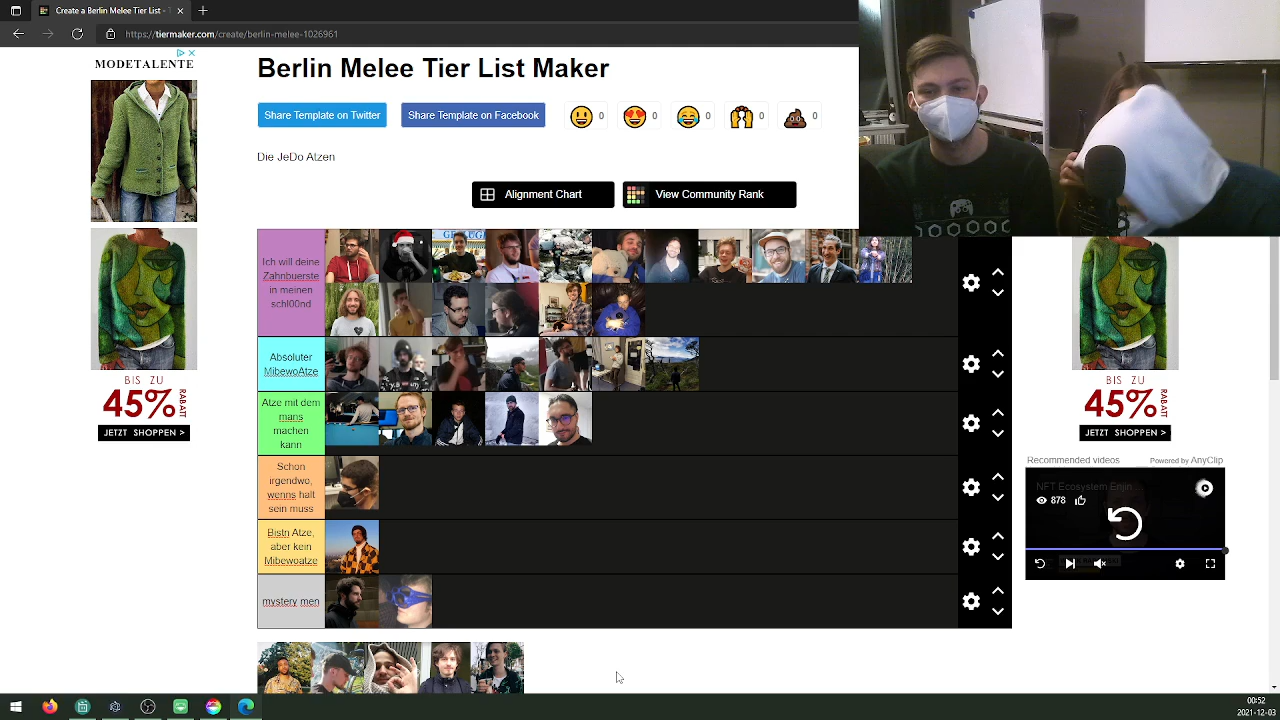 Create a Berlin Melee Tier List - T
https://tiermaker.com/create/berlin-melee-1026961
MODETALENTE
Berlin Melee Tier List Maker
Share Template on Twitter
Share Template on Facebook
0
0
0
0
0
Die JeDo Atzen
Alignment Chart
View Community Rank
Ich will deine
Zahnbuerste
in meinen
schl00nd
Absoluter
MibewoAtze
Atze mit dem
mans
machen
kann
Schon
irgendwo,
wenns halt
sein muss
Bistn Atze,
aber kein
Mibewoatze
mystery men
BIS ZU
45%
RABATT
JETZT SHOPPEN >
BIS ZU
45%
RABATT
JETZT SHOPPEN >
Recommended videos
Powered by AnyClip
NFT Ecosystem Enjin
878
00:52
2021-12-03